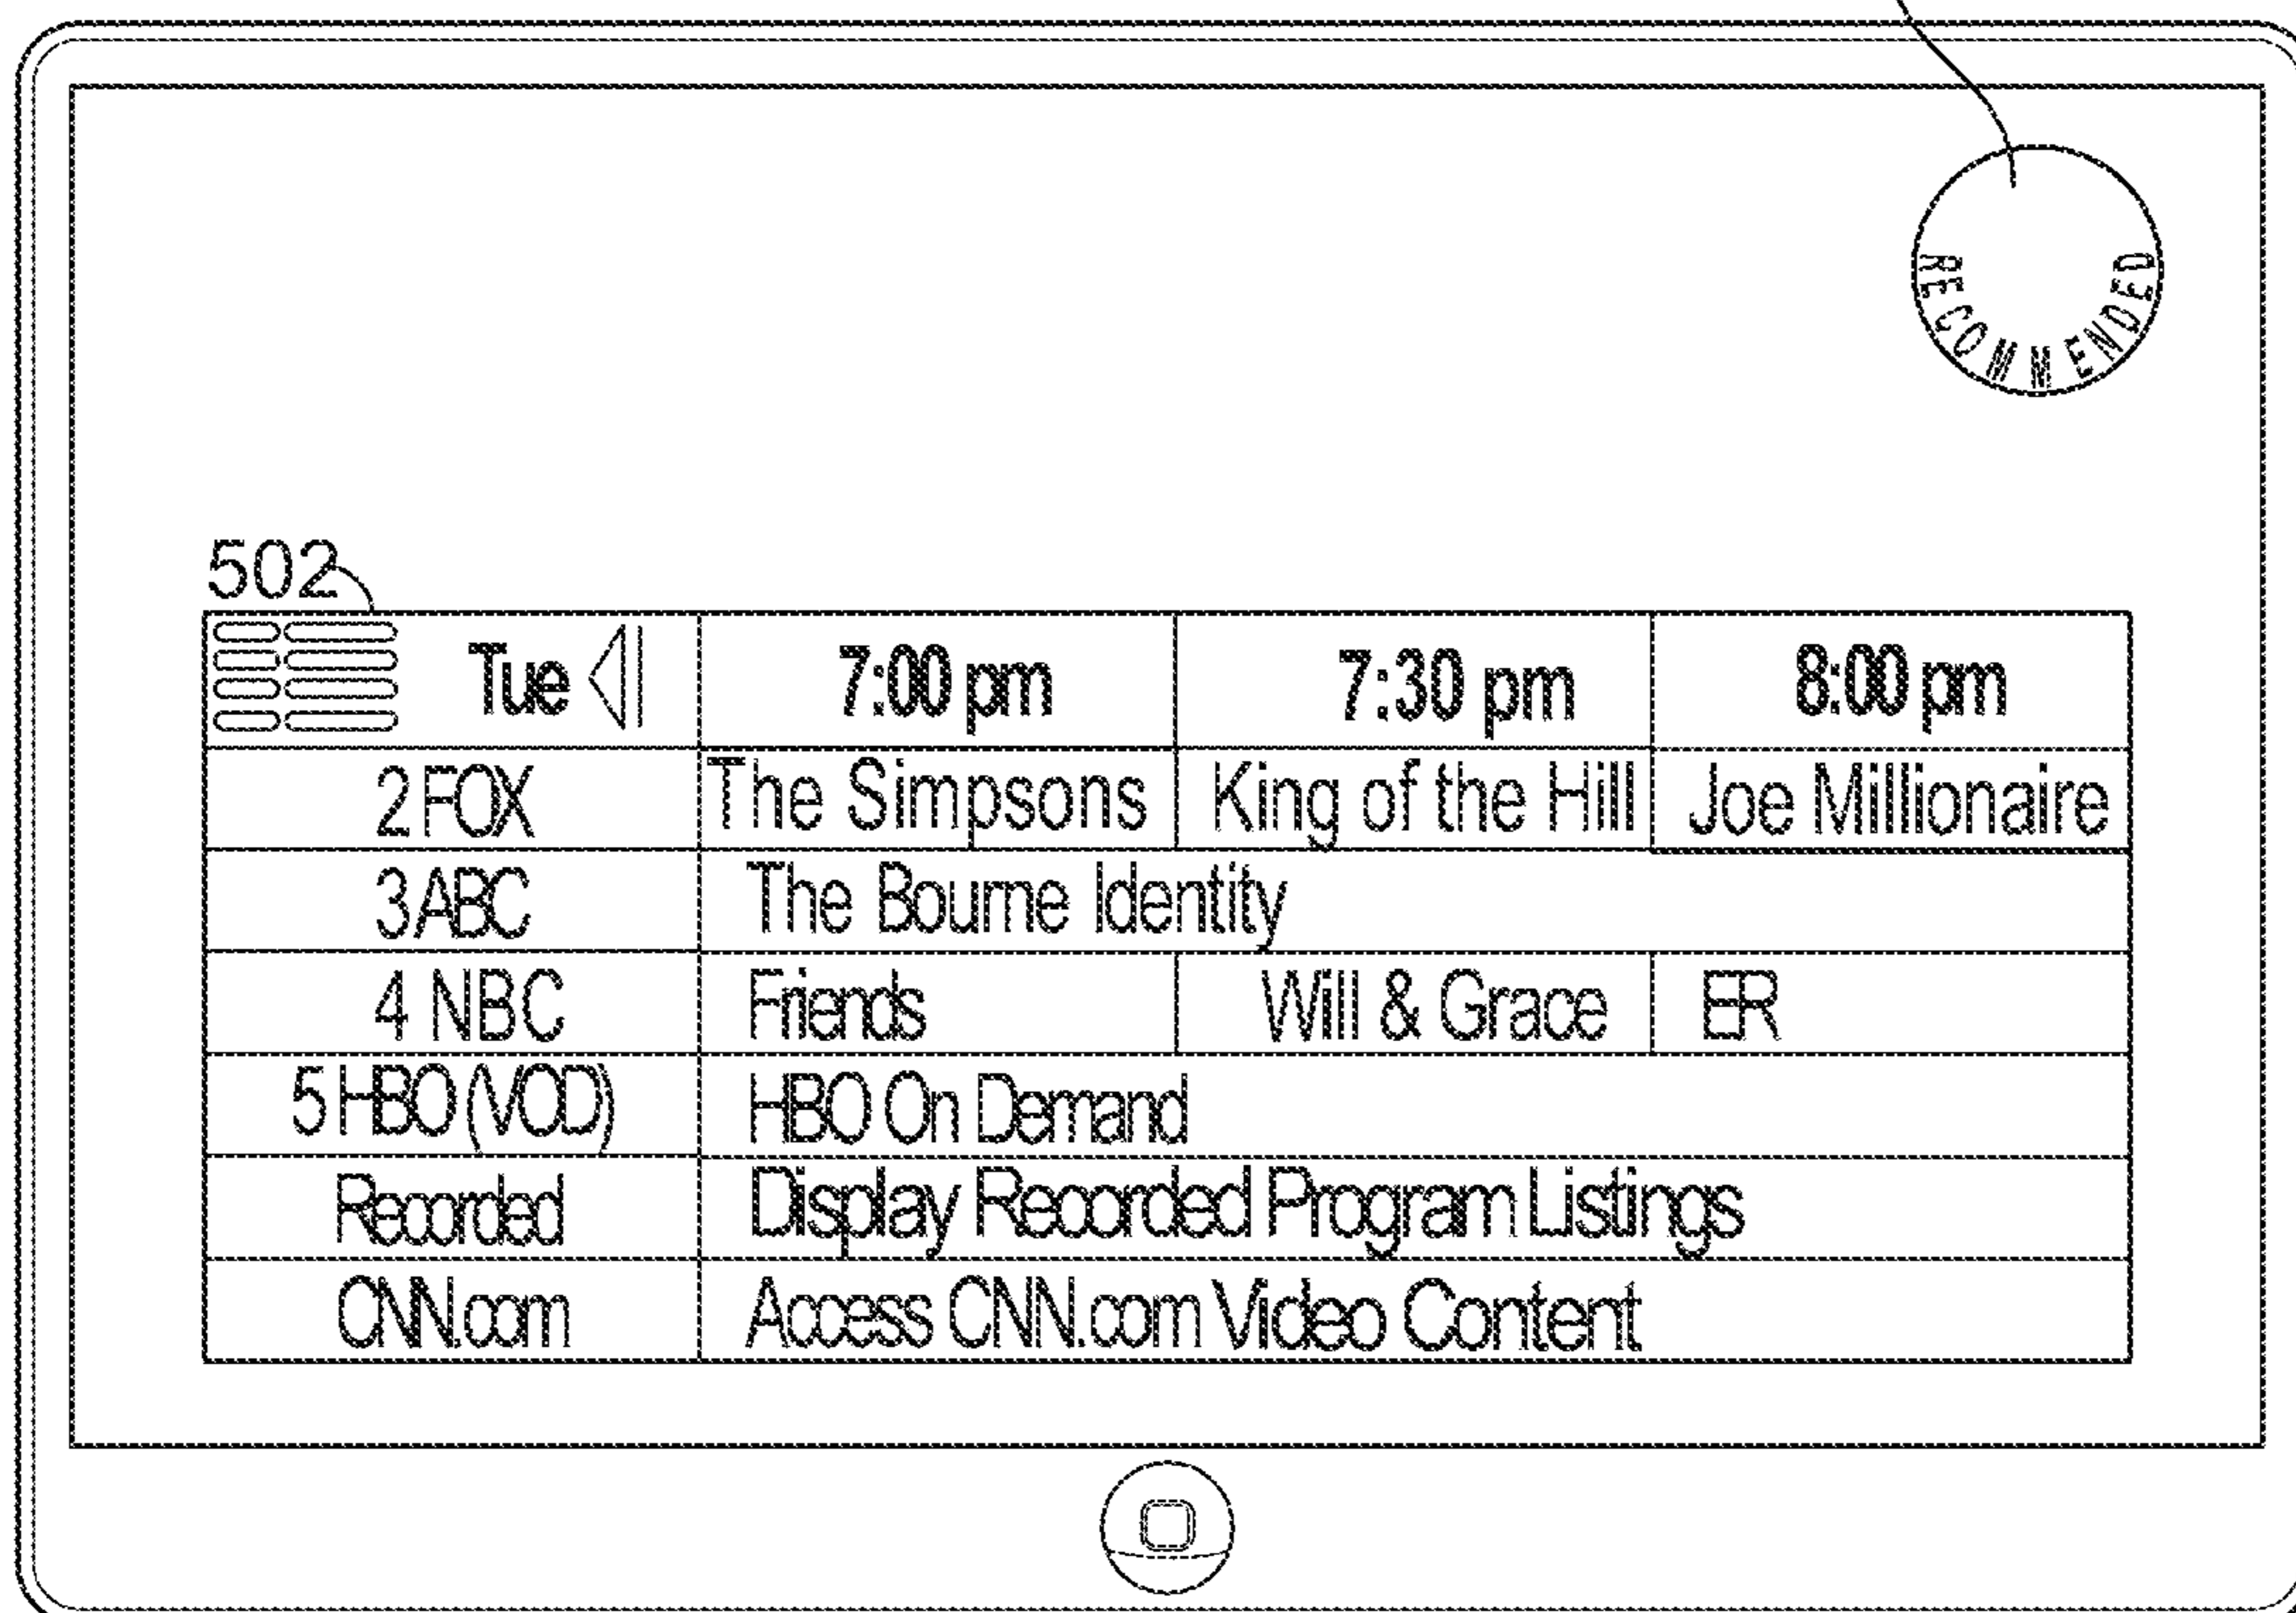 RECOMMENDED
502
Tue 7:00 pm 7:30 pm 8:00 pm
2 FOX The Simpsons King of the Hill Joe Millionaire
3 ABC The Bourne Identity
4 NBC Friends Will & Grace ER
5 HBO (VOD) HBO On Demand
Recorded Display Recorded Program Listings
CNN.com Access CNN.com Video Content